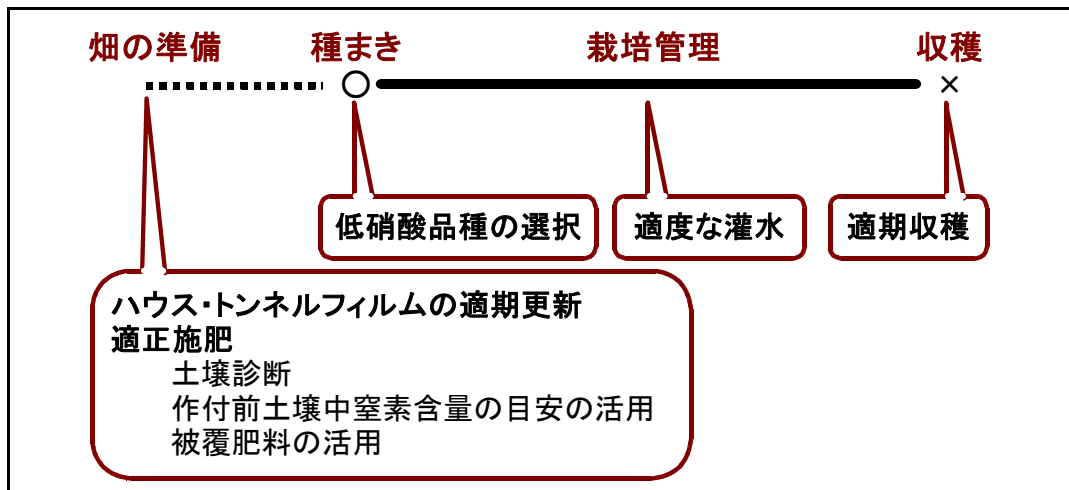 畑の準備
種まき
栽培管理
収穫
低硝酸品種の選択
適度な灌水
適期収穫
ハウス・トンネルフィルムの適期更新
適正施肥
土壌診断
作付前土壌中窒素含量の目安の活用
被覆肥料の活用